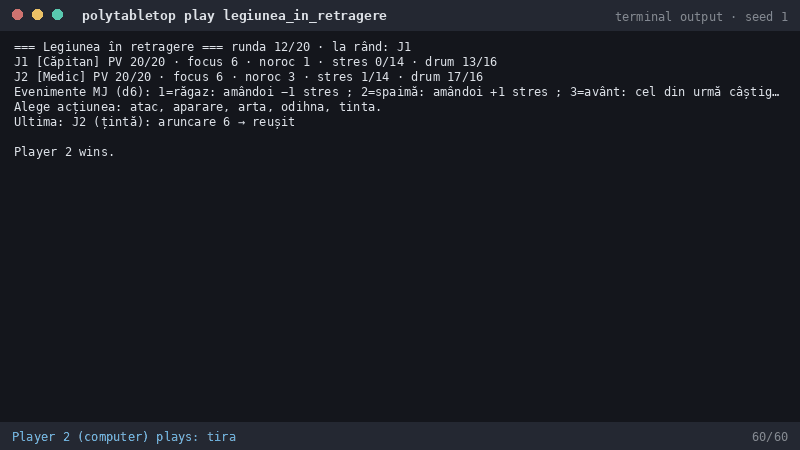 polytabletop play legiunea_in_retragere
terminal output · seed 1
=== Legiunea în retragere === runda 12/20 · la rând: J1
J1 [Căpitan] PV 20/20 · focus 6 · noroc 1 · stres 0/14 · drum 13/16
J2 [Medic] PV 20/20 · focus 6 · noroc 3 · stres 1/14 · drum 17/16
Evenimente MJ (d6): 1=răgaz: amândoi −1 stres ; 2=spaimă: amândoi +1 stres ; 3=avânt: cel din urmă câștig…
Alege acțiunea: atac, aparare, arta, odihna, tinta.
Ultima: J2 (țintă): aruncare 6 → reușit
Player 2 wins.
Player 2 (computer) plays: tira
60/60